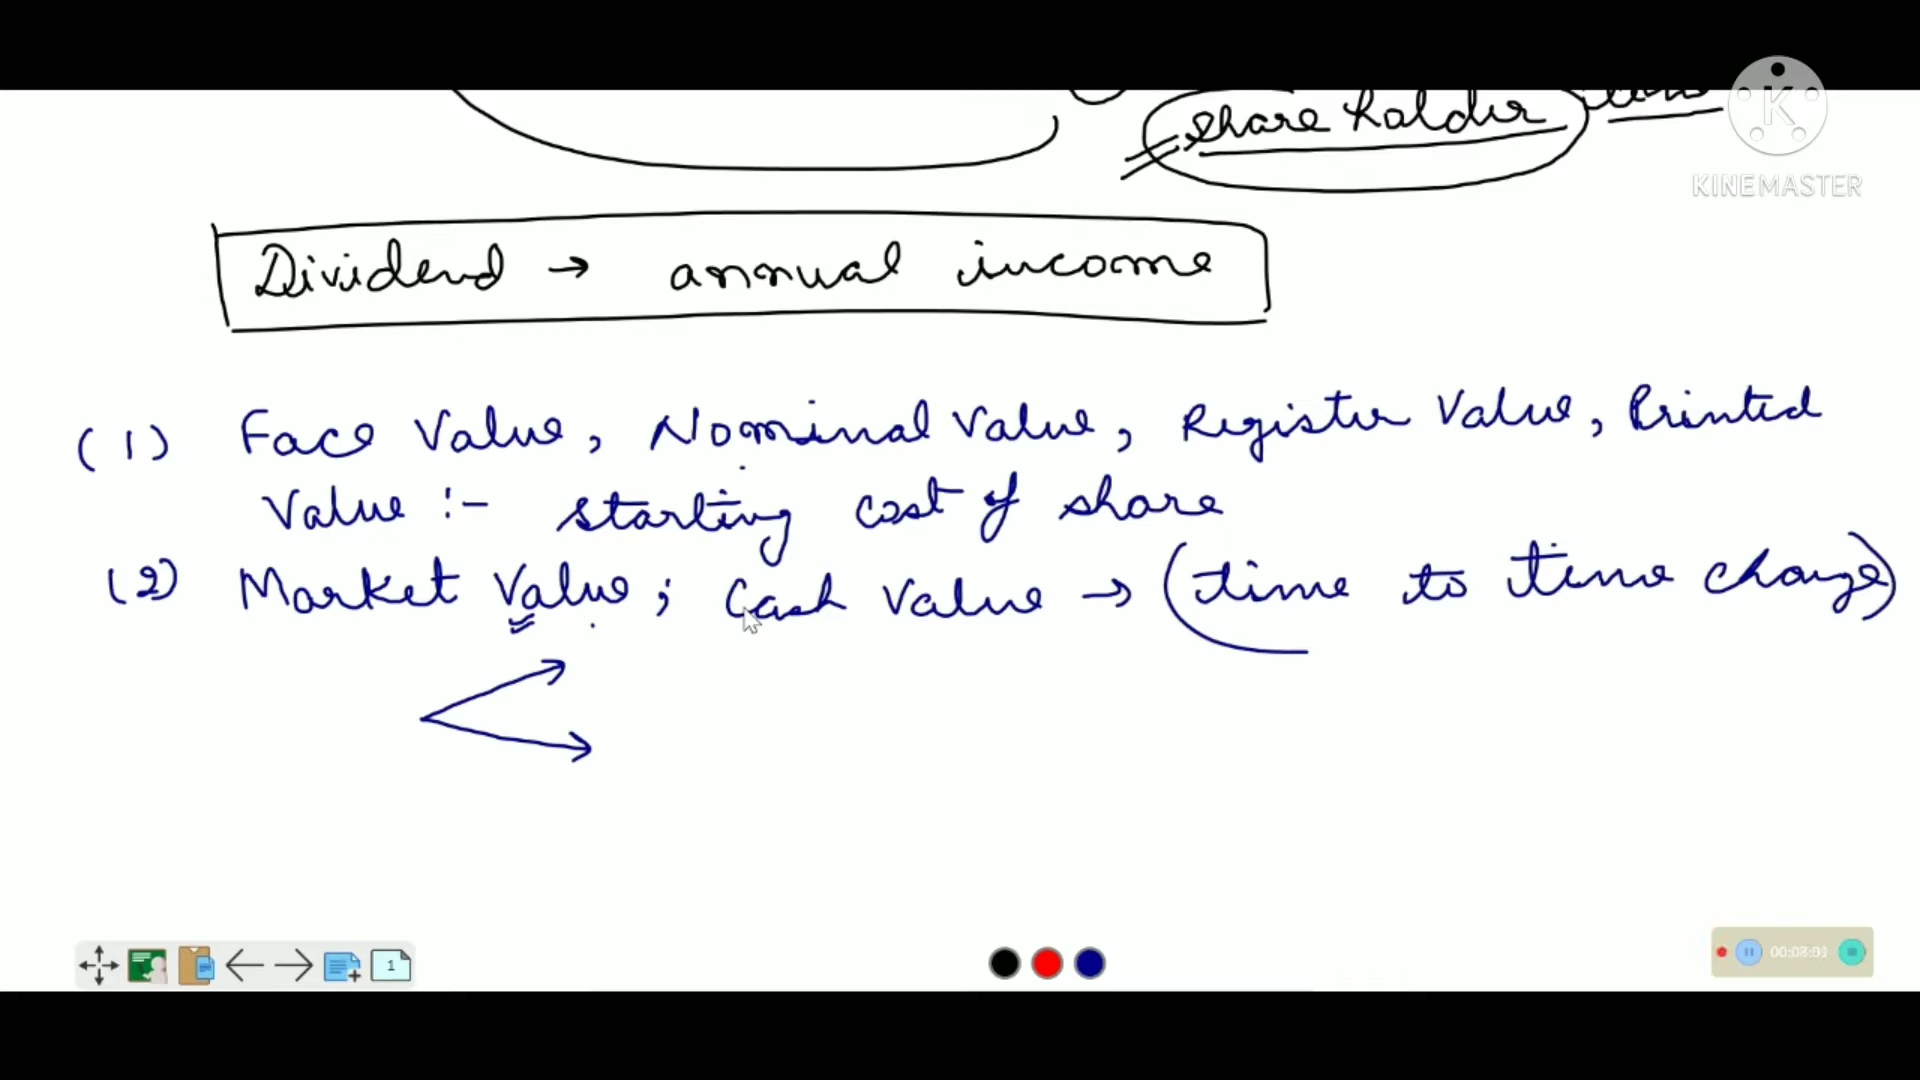 share holder
KINEMASTER
Dividend → annual income
(1) Face Value, Nominal Value, Register Value, Printed
Value :- starting cost of share
(2) Market Value; Cash Value → (time to time change)
1